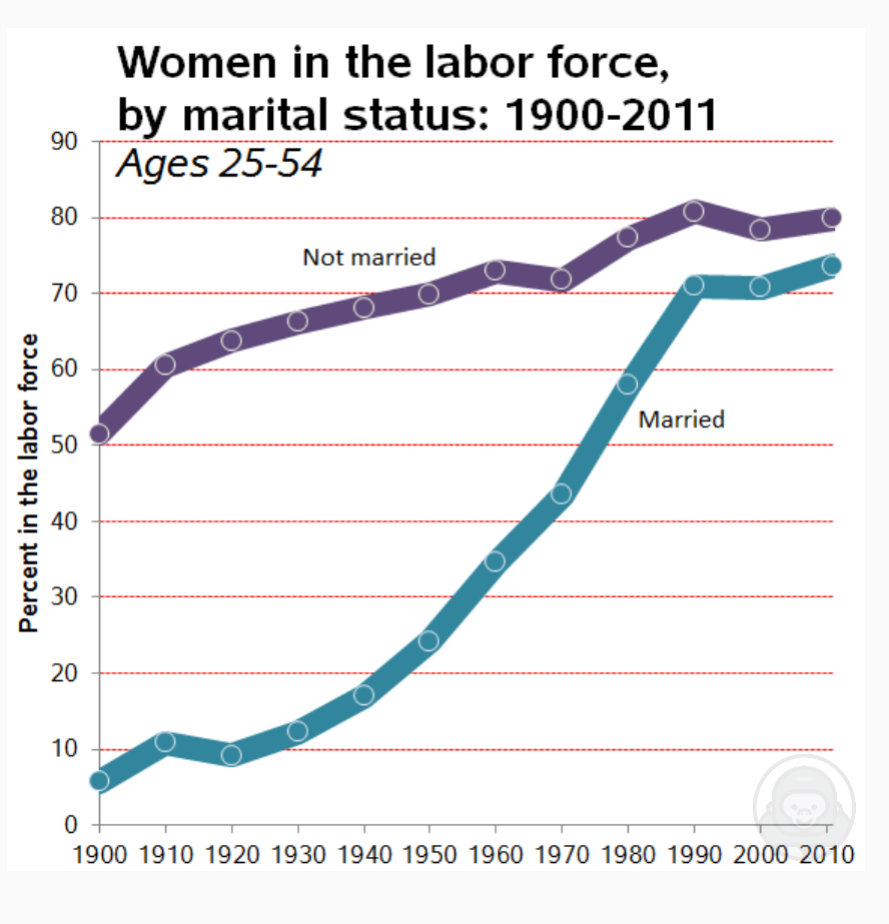 Women in the labor force,
by marital status: 1900-2011
Ages 25-54
90
80
70
60
50
40
30
20
10
0
Percent in the labor force
Not married
Married
1900 1910 1920 1930 1940 1950 1960 1970 1980 1990 2000 2010